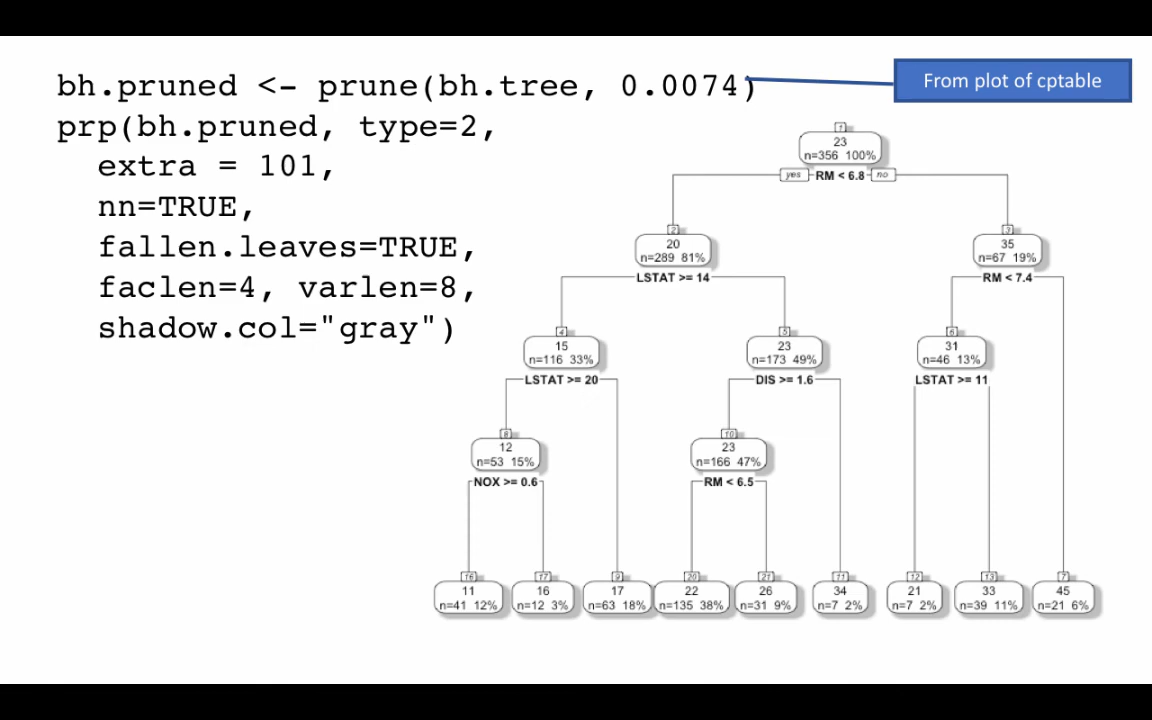 bh.pruned <- prune(bh.tree, 0.0074)
From plot of cptable
prp(bh.pruned, type=2,
extra = 101,
nn=TRUE,
fallen.leaves=TRUE,
faclen=4, varlen=8,
shadow.col="gray")
1
23
n=356 100%
yes RM < 6.8 no
2
20
n=289 81%
LSTAT >= 14
3
35
n=67 19%
RM < 7.4
4
15
n=116 33%
LSTAT >= 20
5
23
n=173 49%
DIS >= 1.6
6
31
n=46 13%
LSTAT >= 11
8
12
n=53 15%
NOX >= 0.6
10
23
n=166 47%
RM < 6.5
16
11
n=41 12%
17
16
n=12 3%
9
17
n=63 18%
20
22
n=135 38%
21
26
n=31 9%
11
34
n=7 2%
12
21
n=7 2%
13
33
n=39 11%
7
45
n=21 6%